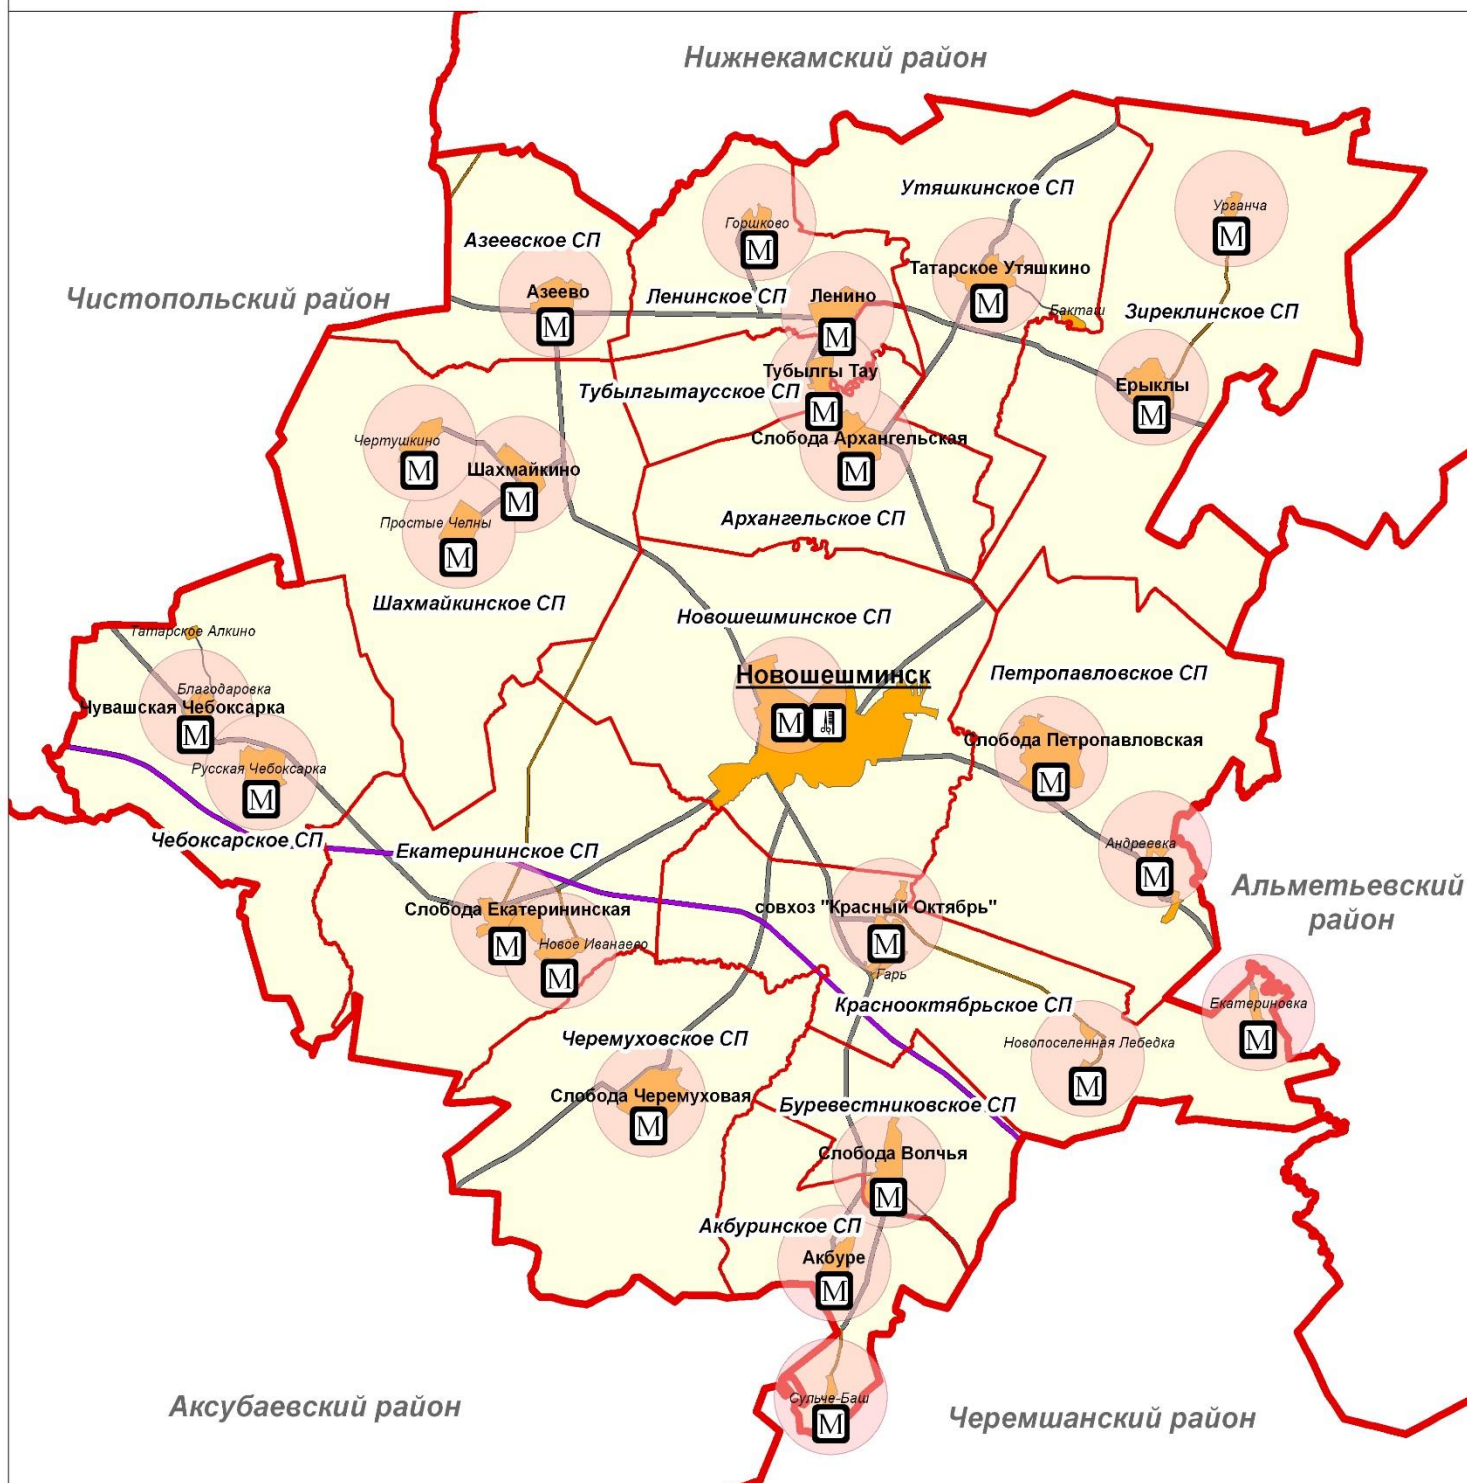 Нижнекамский район
Утяшкинское СП
Урганча
М
Горшково
М
Азеевское СП
Татарское Утяшкино
М
Азеево
М
Ленинское СП
Ленино
М
Бакташ
Зиреклинское СП
Чистопольский район
Тубылгы Тау
М
Тубылгытаусское СП
Ерыклы
М
Чертушкино
М
Слобода Архангельская
М
Шахмайкино
М
Простые Челны
М
Архангельское СП
Шахмайкинское СП
Новошешминское СП
Татарское Алкино
Петропавловское СП
Новошешминск
М
Благодаровка
Чувашская Чебоксарка
М
Слобода Петропавловская
М
Русская Чебоксарка
М
Чебоксарское СП
Екатерининское СП
Андреевка
М
Альметьевский
район
Слобода Екатерининская
М
совхоз "Красный Октябрь"
М
Новое Иванаево
М
Гарь
Краснооктябрьское СП
Екатериновка
М
Черемуховское СП
Новопоселенная Лебедка
М
Слобода Черемуховая
М
Буревестниковское СП
Слобода Волчья
М
Акбуринское СП
Акбуре
М
Сульче-Баш
М
Аксубаевский район
Черемшанский район